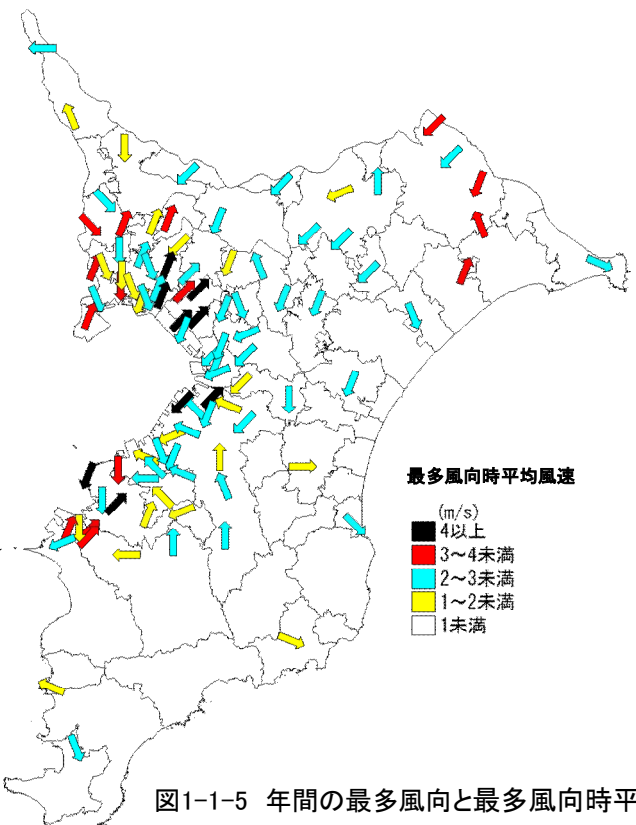 最多風向時平均風速
(m/s)
4以上
3～4未満
2～3未満
1～2未満
1未満
図1-1-5 年間の最多風向と最多風向時平